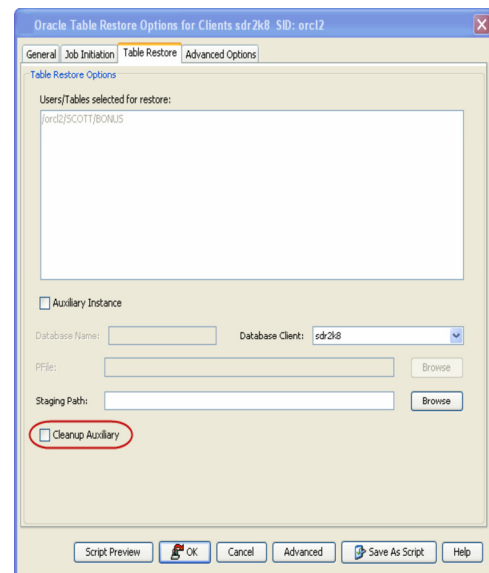 Oracle Table Restore Options for Clients sdr2k8 SID: orcl2
General Job Initiation Table Restore Advanced Options
Table Restore Options
Users/Tables selected for restore:
/orcl2/SCOTT/BONUS
Auxiliary Instance
Database Name: Database Client: sdr2k8
PFile: Browse
Staging Path: Browse
Cleanup Auxiliary
Script Preview OK Cancel Advanced Save As Script Help